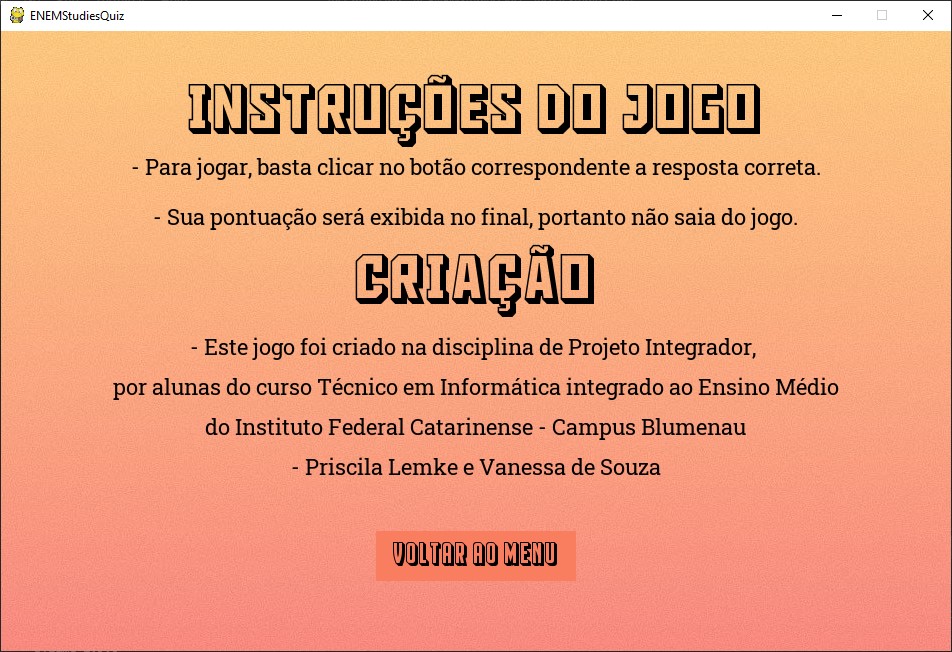 ENEMStudiesQuiz
INSTRUÇÕES DO JOGO
- Para jogar, basta clicar no botão correspondente a resposta correta.
- Sua pontuação será exibida no final, portanto não saia do jogo.
CRIAÇÃO
- Este jogo foi criado na disciplina de Projeto Integrador,
por alunas do curso Técnico em Informática integrado ao Ensino Médio
do Instituto Federal Catarinense - Campus Blumenau
- Priscila Lemke e Vanessa de Souza
VOLTAR AO MENU